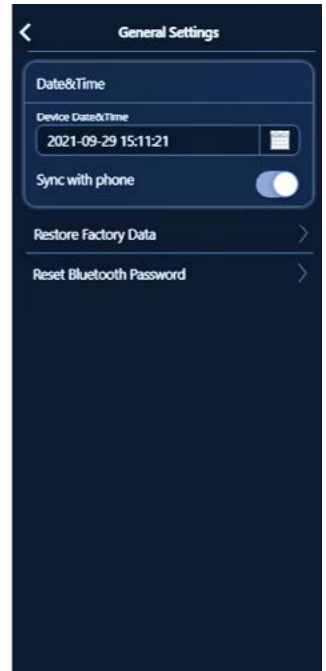 General Settings
Date&Time
Device Date&Time
2021-09-29 15:11:21
Sync with phone
Restore Factory Data
Reset Bluetooth Password